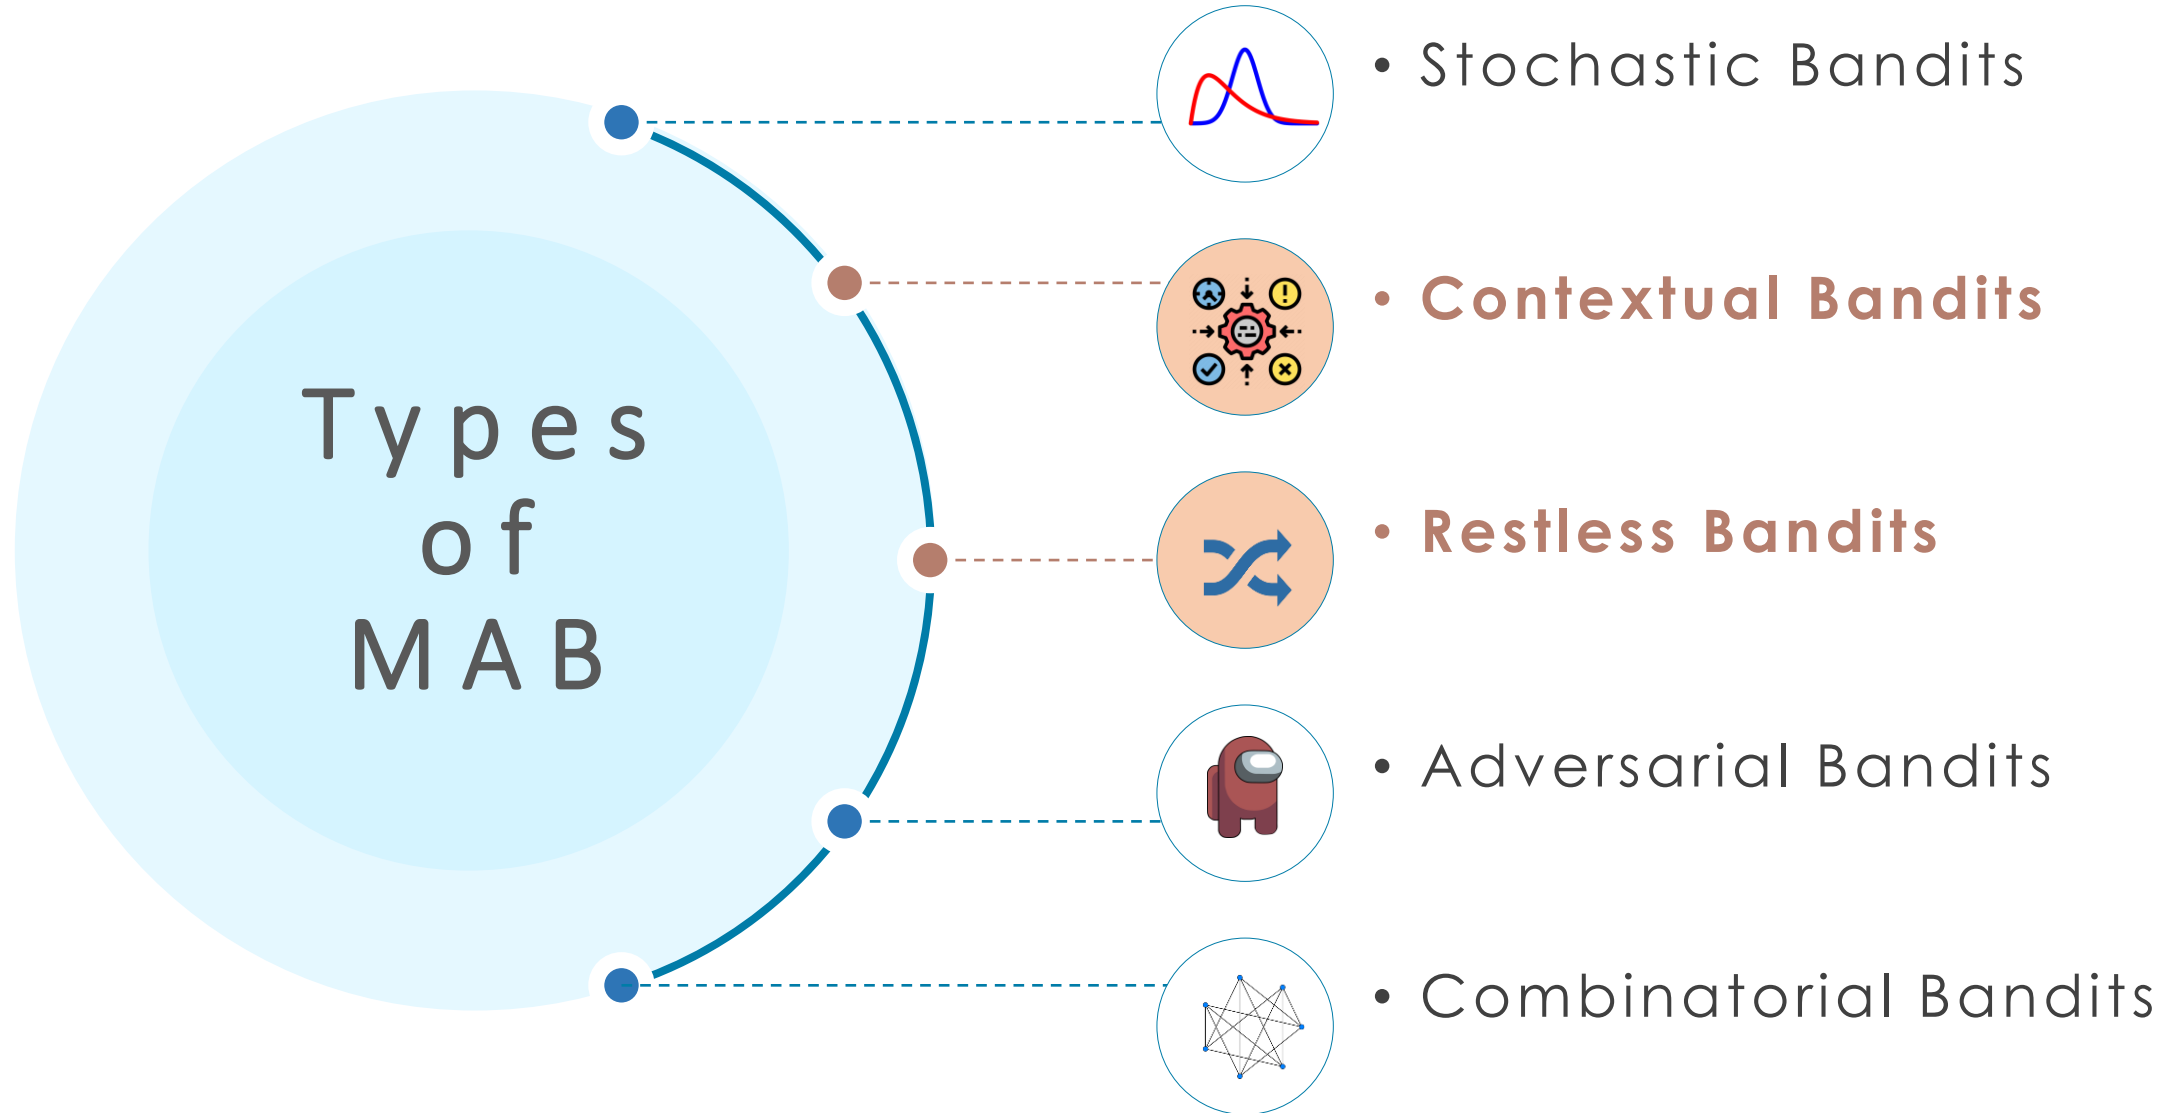 Types
of
MAB
• Stochastic Bandits
• Contextual Bandits
• Restless Bandits
• Adversarial Bandits
• Combinatorial Bandits